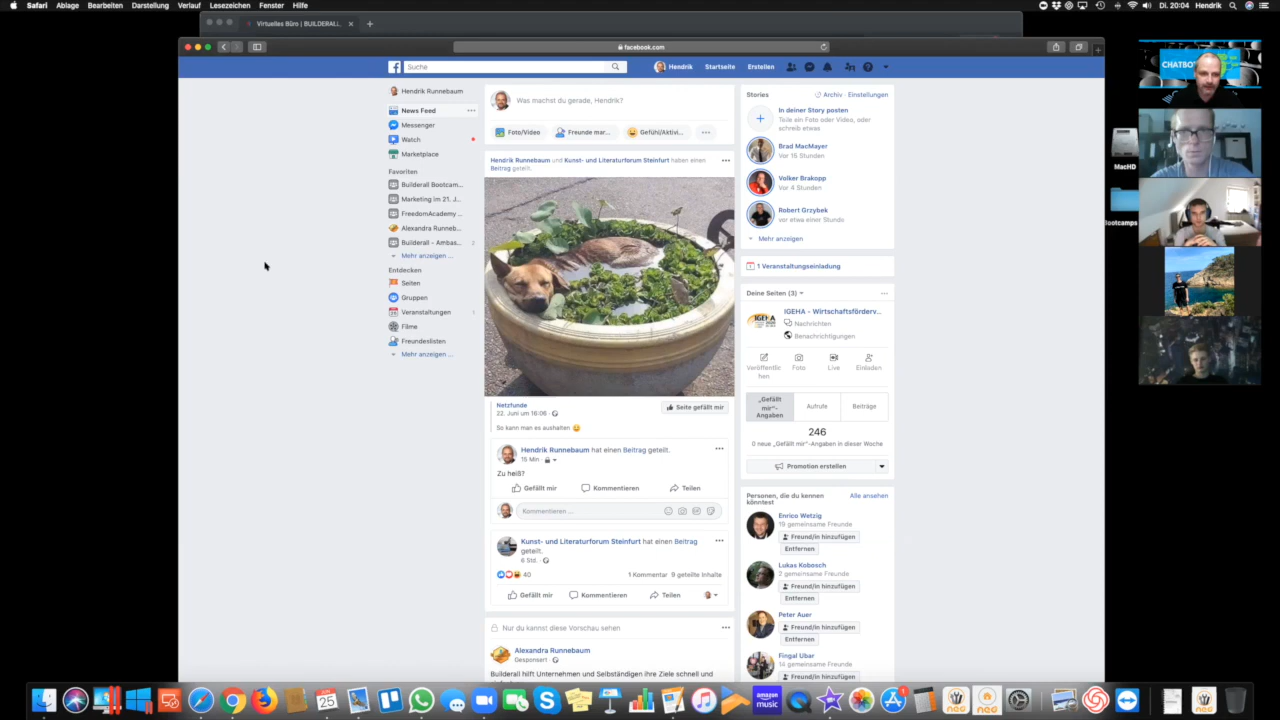 Safari Ablage Bearbeiten Darstellung Verlauf Lesezeichen Fenster Hilfe
Di. 20:04 Hendrik
Virtuelles Büro | BUILDERALL
facebook.com
Suche
Hendrik Startseite Erstellen
Hendrik Runnebaum
News Feed
Messenger
Watch
Marketplace
Favoriten
Builderall Bootcam...
Marketing im 21. J...
FreedomAcademy ...
Alexandra Runneb...
Builderall - Ambas... 2
Mehr anzeigen ...
Entdecken
Seiten
Gruppen
Veranstaltungen 1
Filme
Freundeslisten
Mehr anzeigen ...
Was machst du gerade, Hendrik?
Foto/Video Freunde mar... Gefühl/Aktivi...
Hendrik Runnebaum und Kunst- und Literaturforum Steinfurt haben einen
Beitrag geteilt.
Netzfunde
22. Juni um 16:06
Seite gefällt mir
So kann man es aushalten
Hendrik Runnebaum hat einen Beitrag geteilt.
15 Min.
Zu heiß?
Gefällt mir Kommentieren Teilen
Kommentieren ...
Kunst- und Literaturforum Steinfurt hat einen Beitrag
geteilt.
6 Std.
40 1 Kommentar 9 geteilte Inhalte
Gefällt mir Kommentieren Teilen
Nur du kannst diese Vorschau sehen
Alexandra Runnebaum
Gesponsert
Builderall hilft Unternehmen und Selbständigen ihre Ziele schnell und
Stories
Archiv · Einstellungen
In deiner Story posten
Teile ein Foto oder Video, oder
schreib etwas
Brad MacMayer
Vor 15 Stunden
Volker Brakopp
Vor 4 Stunden
Robert Grzybek
vor etwa einer Stunde
Mehr anzeigen
1 Veranstaltungseinladung
Deine Seiten (3)
IGEHA
IGEHA - Wirtschaftsförderv...
Nachrichten
Benachrichtigungen
Veröffentlichen Foto Live Einladen
„Gefällt mir"-Angaben Aufrufe Beiträge
246
0 neue „Gefällt mir"-Angaben in dieser Woche
Promotion erstellen
Personen, die du kennen könntest
Alle ansehen
Enrico Wetzig
19 gemeinsame Freunde
Freund/in hinzufügen
Entfernen
Lukas Kobosch
2 gemeinsame Freunde
Freund/in hinzufügen
Entfernen
Peter Auer
Freund/in hinzufügen
Entfernen
Fingal Ubar
14 gemeinsame Freunde
Freund/in hinzufügen
CHATBO
MacHD
Bootcamps
25
amazon music
1
neo
neo
neo